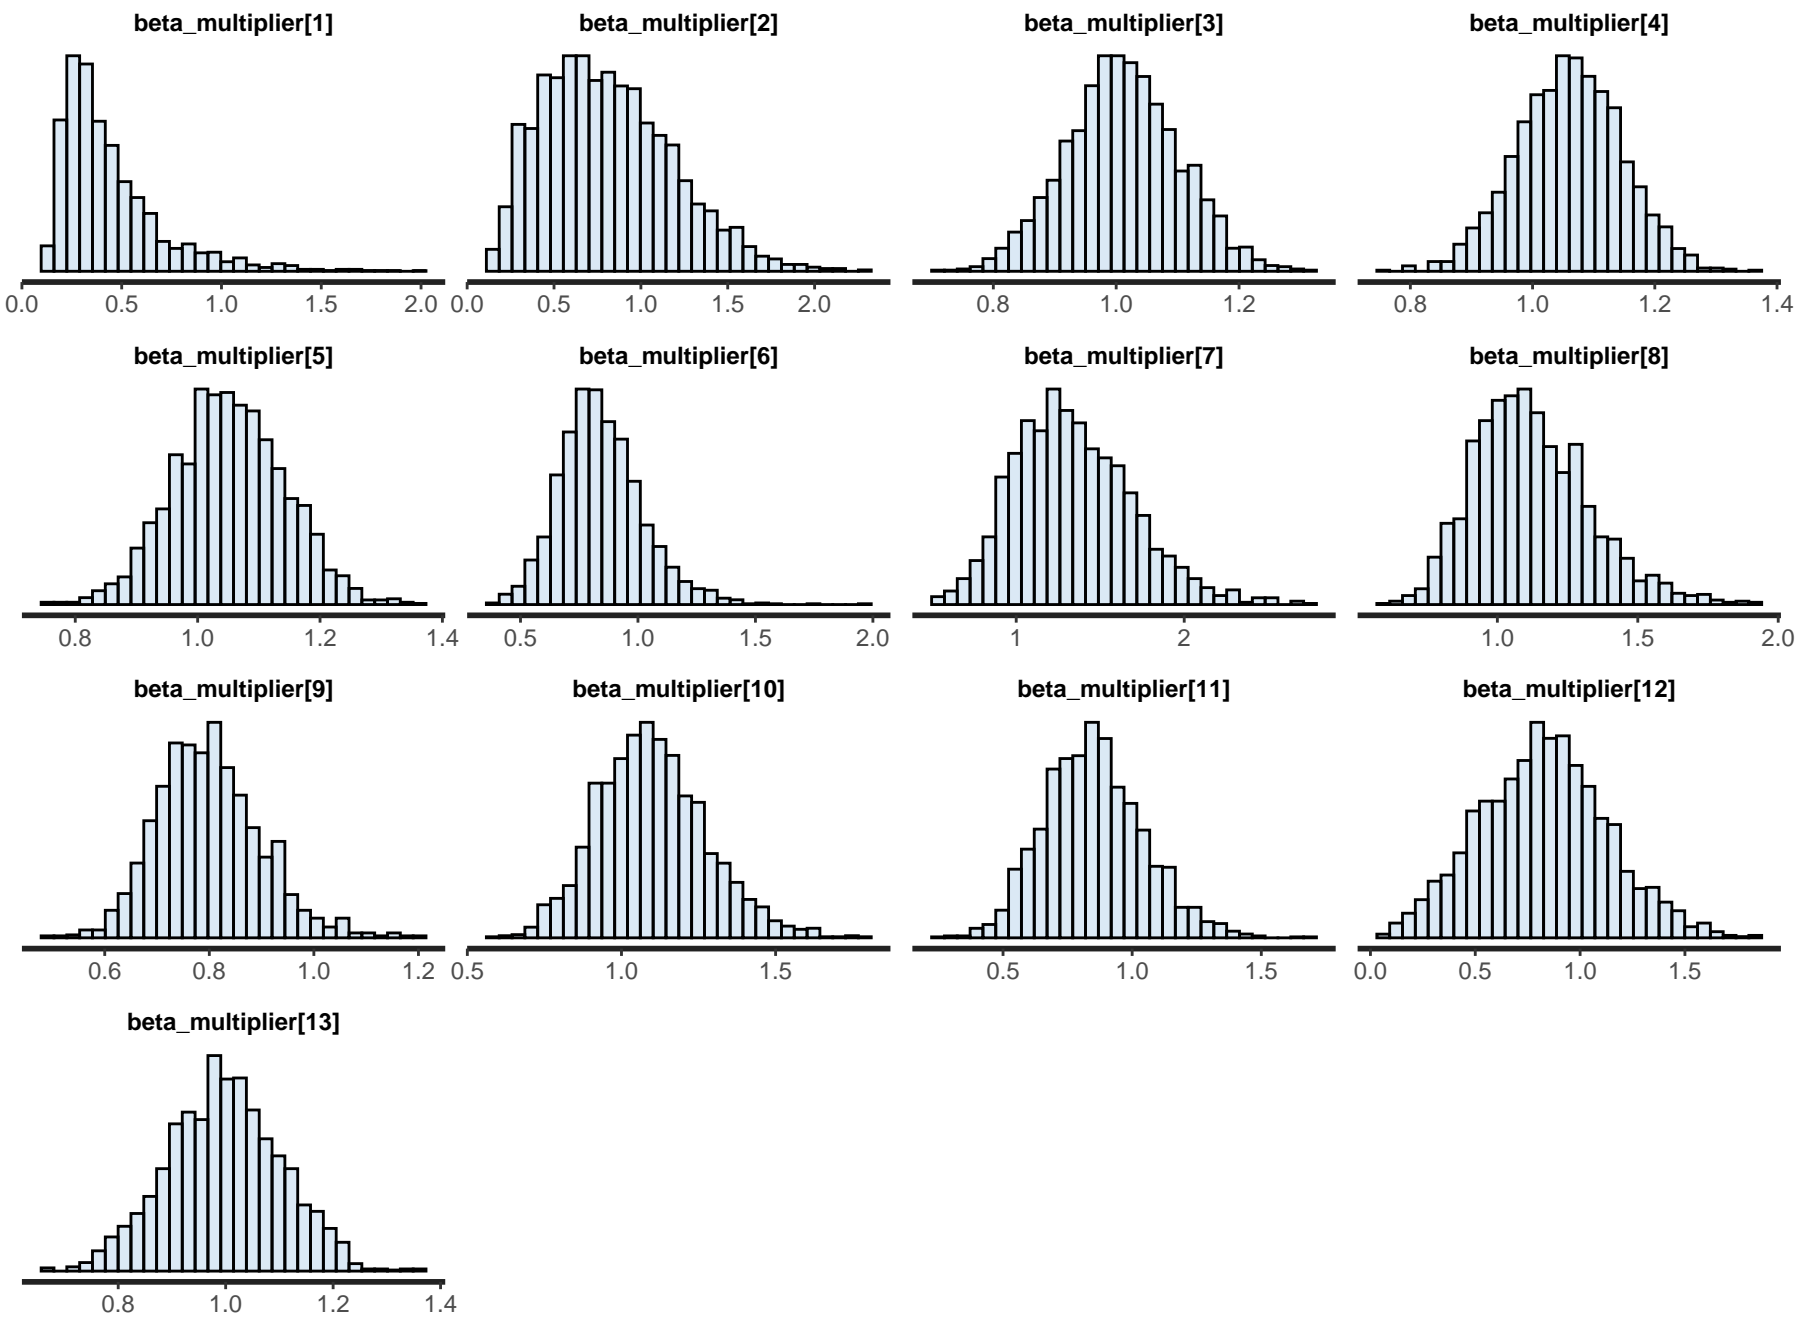 beta_multiplier[1] beta_multiplier[2] beta_multiplier[3] beta_multiplier[4]
0.0 0.5 1.0 1.5 2.0 0.0 0.5 1.0 1.5 2.0 0.8 1.0 1.2 0.8 1.0 1.2 1.4
beta_multiplier[5] beta_multiplier[6] beta_multiplier[7] beta_multiplier[8]
0.8 1.0 1.2 1.4 0.5 1.0 1.5 2.0 1 2 1.0 1.5 2.0
beta_multiplier[9] beta_multiplier[10] beta_multiplier[11] beta_multiplier[12]
0.6 0.8 1.0 1.2 0.5 1.0 1.5 0.5 1.0 1.5 0.0 0.5 1.0 1.5
beta_multiplier[13]
0.8 1.0 1.2 1.4